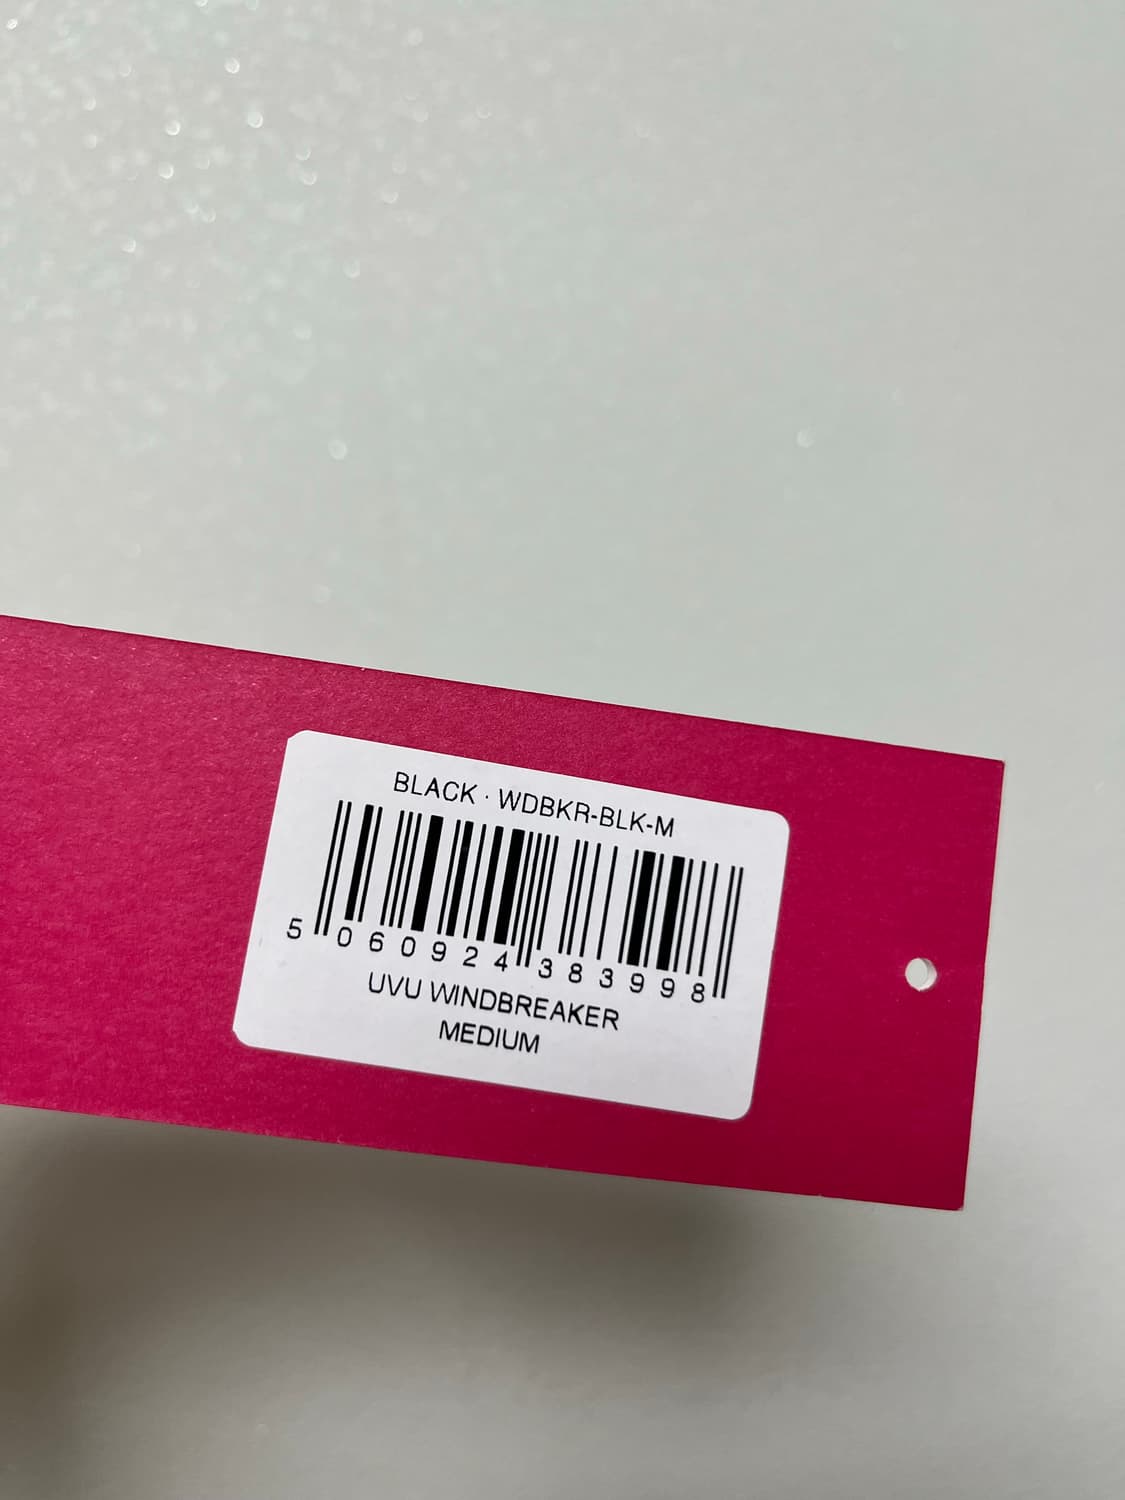 BLACK · WDBKR-BLK-M
5 060924 383998
UVU WINDBREAKER
MEDIUM